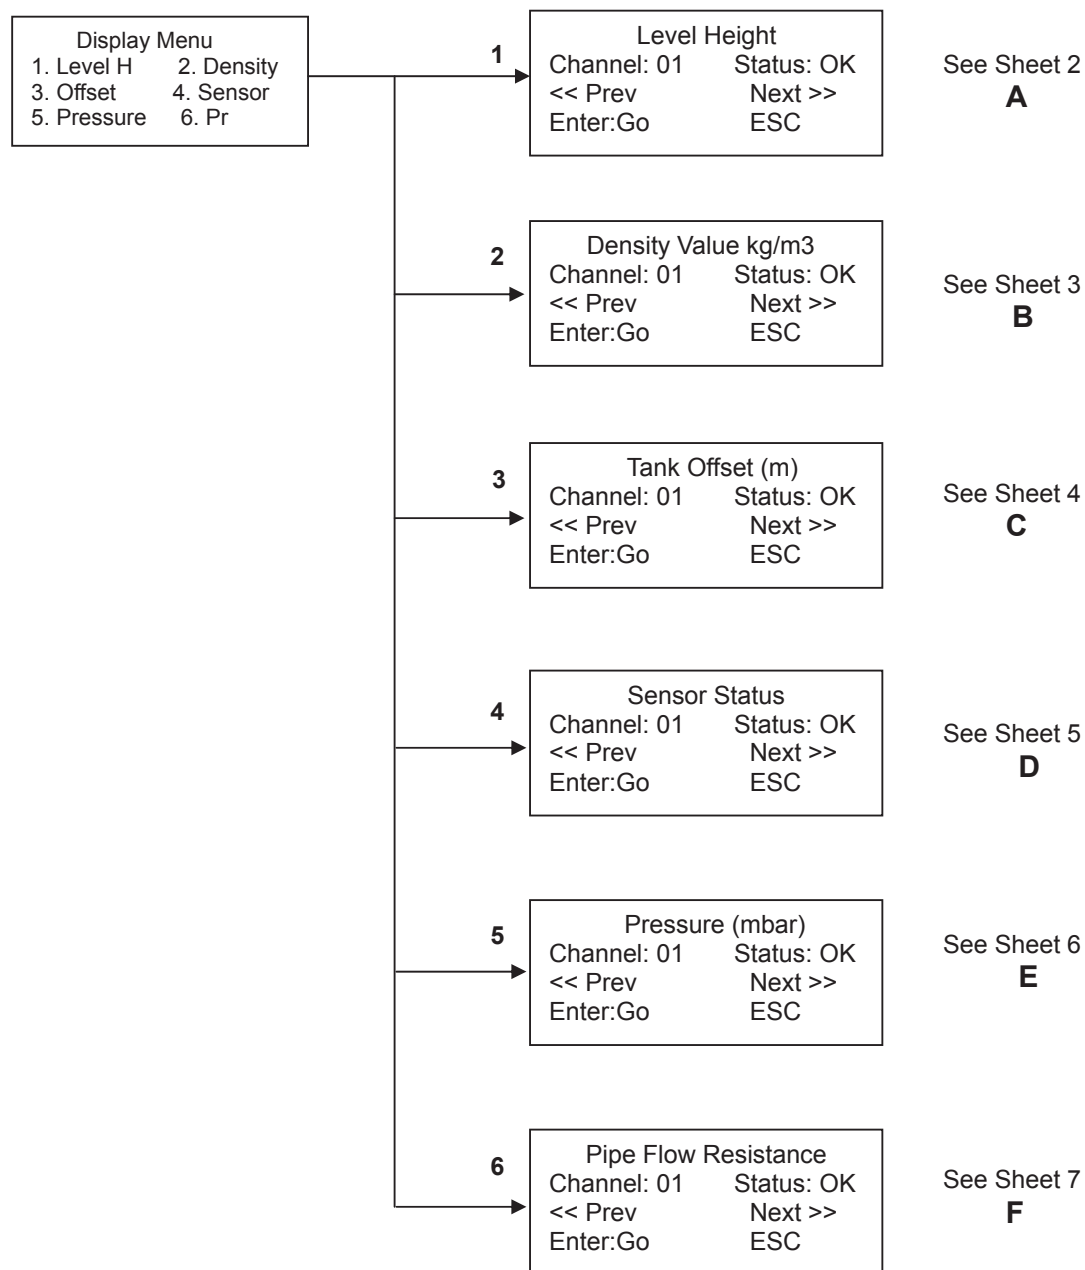 Display Menu
1. Level H 2. Density
3. Offset 4. Sensor
5. Pressure 6. Pr
1
Level Height
Channel: 01 Status: OK
<< Prev Next >>
Enter:Go ESC
See Sheet 2
A
2
Density Value kg/m3
Channel: 01 Status: OK
<< Prev Next >>
Enter:Go ESC
See Sheet 3
B
3
Tank Offset (m)
Channel: 01 Status: OK
<< Prev Next >>
Enter:Go ESC
See Sheet 4
C
4
Sensor Status
Channel: 01 Status: OK
<< Prev Next >>
Enter:Go ESC
See Sheet 5
D
5
Pressure (mbar)
Channel: 01 Status: OK
<< Prev Next >>
Enter:Go ESC
See Sheet 6
E
6
Pipe Flow Resistance
Channel: 01 Status: OK
<< Prev Next >>
Enter:Go ESC
See Sheet 7
F